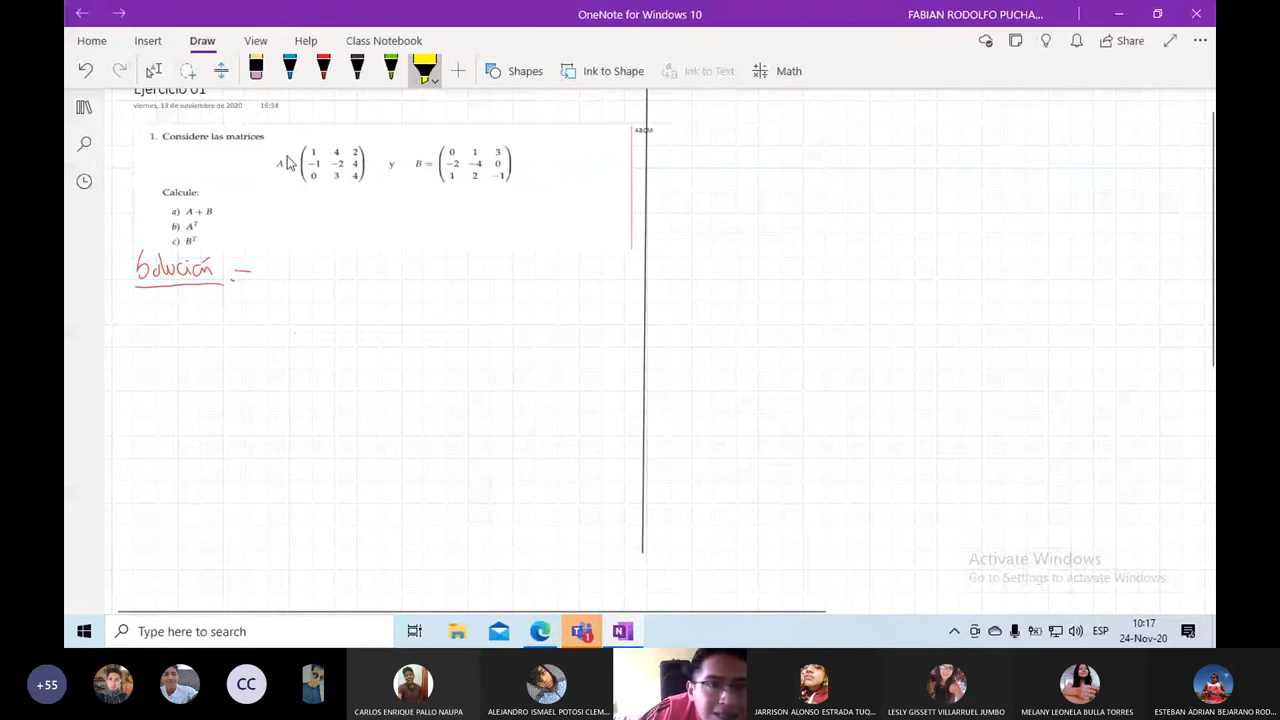 OneNote for Windows 10
FABIAN RODOLFO PUCHA...
Home Insert Draw View Help Class Notebook
Share
Shapes Ink to Shape Ink to Text Math
Ejercicio 01
viernes, 13 de noviembre de 2020 16:34
ABCM
1. Considere las matrices
1 4 2 0 1 3
A = −1 −2 4 y B = −2 −4 0
0 3 4 1 2 −1
Calcule:
a) A + B
b) Aᵀ
c) Bᵀ
Solución .-
Activate Windows
Go to Settings to activate Windows.
Type here to search
1
ESP
10:17
24-Nov-20
+55
CC
CARLOS ENRIQUE PALLO NAUPA
ALEJANDRO ISMAEL POTOSI CLEM...
JARRISON ALONSO ESTRADA TUQ...
LESLY GISSETT VILLARRUEL JUMBO
MELANY LEONELA BULLA TORRES
ESTEBAN ADRIAN BEJARANO ROD...